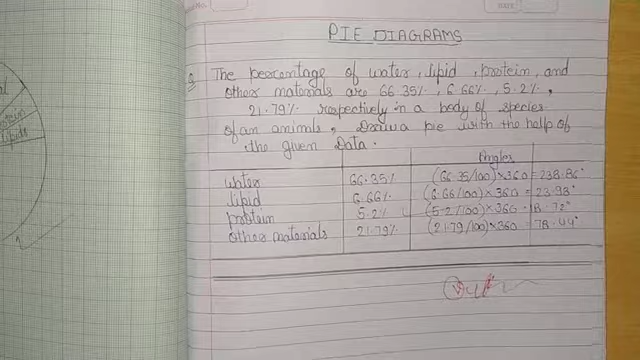 DATE
PIE DIAGRAMS
Q The percentage of water, lipid, protein, and
other materials are 66.35%, 6.66%, 5.2%,
21.79% respectively in a body of species
of an animals, Draw a pie with the help of
the given Data.
Angles
water 66.35% (66.35/100)×360 = 238.86°
lipid 6.66% (6.66/100)×360 = 23.98°
protein 5.2% (5.2/100)×360 = 18.72°
other materials 21.79% (21.79/100)×360 = 78.44°
lipids